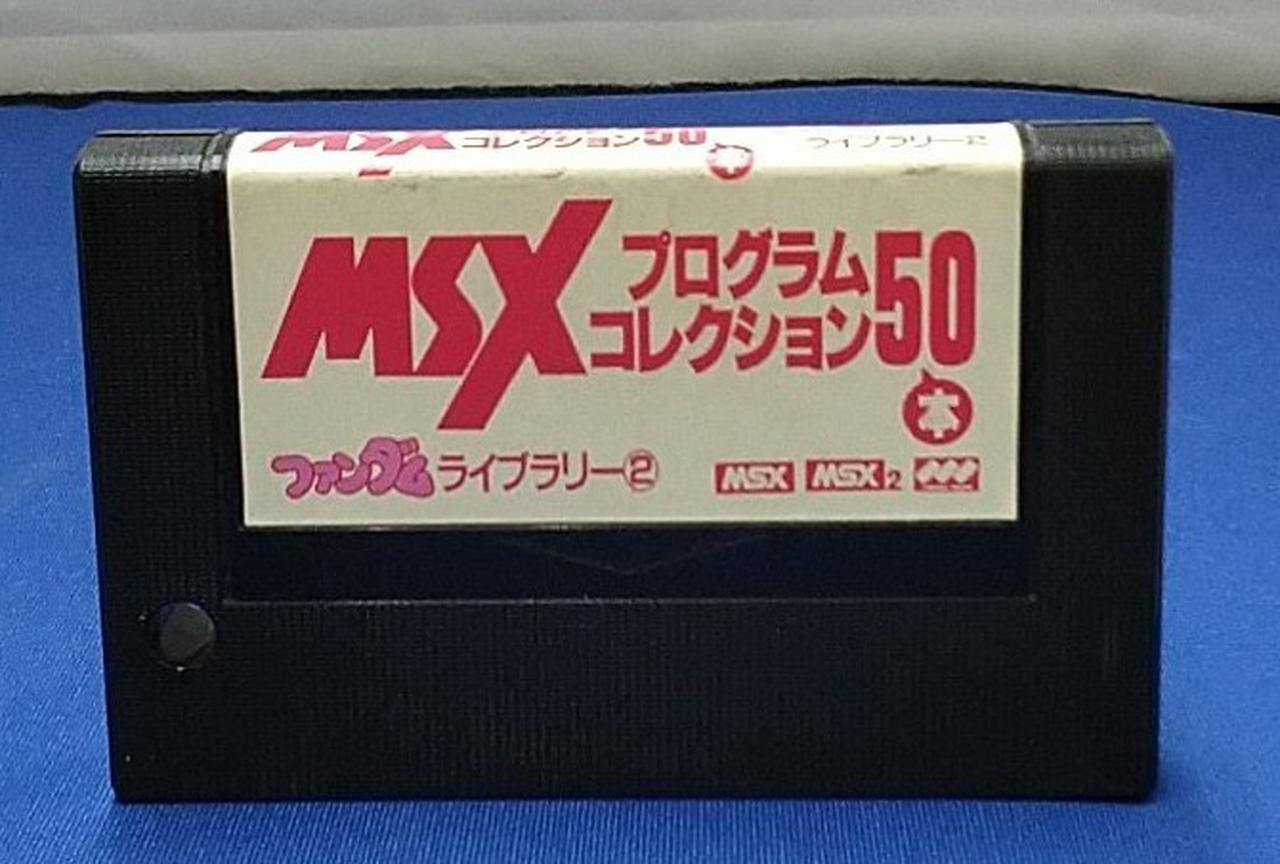 MSX コレクション50本 ライブラリー2
MSX プログラム
コレクション50本
ファンダムライブラリー②
MSX MSX2